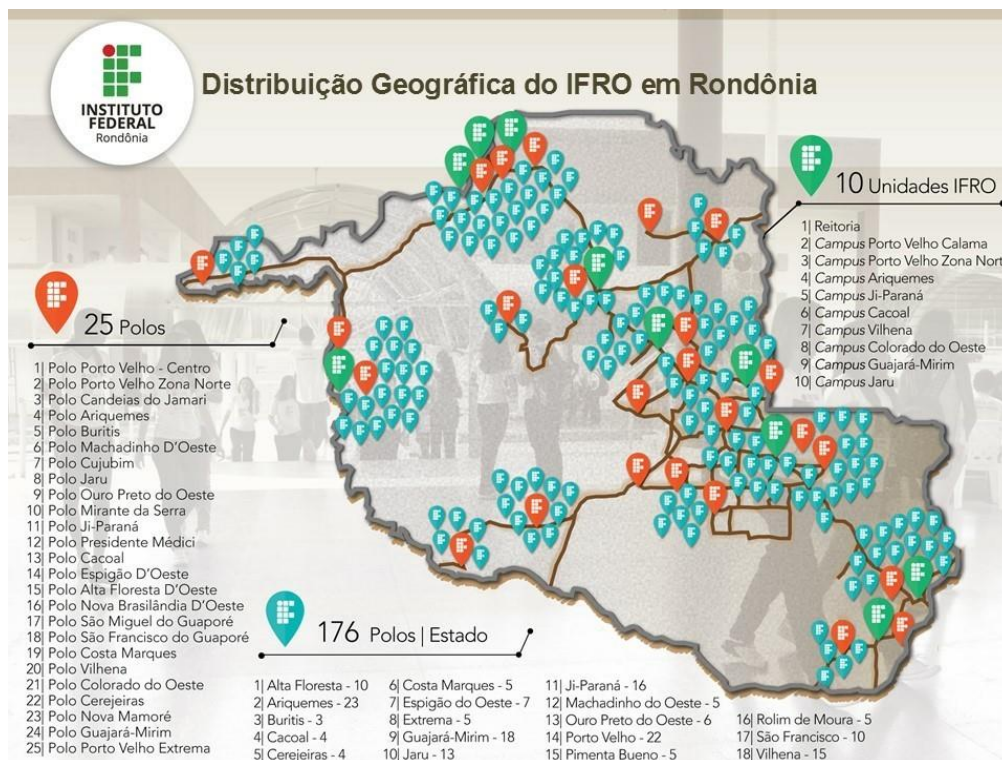 INSTITUTO
FEDERAL
Rondônia
Distribuição Geográfica do IFRO em Rondônia
10 Unidades IFRO
1| Reitoria
2| Campus Porto Velho Calama
3| Campus Porto Velho Zona Nort
4| Campus Ariquemes
5| Campus Ji-Paraná
6| Campus Cacoal
7| Campus Vilhena
8| Campus Colorado do Oeste
9| Campus Guajará-Mirim
10| Campus Jaru
25 Polos
1| Polo Porto Velho - Centro
2| Polo Porto Velho Zona Norte
3| Polo Candeias do Jamari
4| Polo Ariquemes
5| Polo Buritis
6| Polo Machadinho D'Oeste
7| Polo Cujubim
8| Polo Jaru
9| Polo Ouro Preto do Oeste
10| Polo Mirante da Serra
11| Polo Ji-Paraná
12| Polo Presidente Médici
13| Polo Cacoal
14| Polo Espigão D'Oeste
15| Polo Alta Floresta D'Oeste
16| Polo Nova Brasilândia D'Oeste
17| Polo São Miguel do Guaporé
18| Polo São Francisco do Guaporé
19| Polo Costa Marques
20| Polo Vilhena
21| Polo Colorado do Oeste
22| Polo Cerejeiras
23| Polo Nova Mamoré
24| Polo Guajará-Mirim
25| Polo Porto Velho Extrema
176 Polos | Estado
1| Alta Floresta - 10
2| Ariquemes - 23
3| Buritis - 3
4| Cacoal - 4
5| Cerejeiras - 4
6| Costa Marques - 5
7| Espigão do Oeste - 7
8| Extrema - 5
9| Guajará-Mirim - 18
10| Jaru - 13
11| Ji-Paraná - 16
12| Machadinho do Oeste - 5
13| Ouro Preto do Oeste - 6
14| Porto Velho - 22
15| Pimenta Bueno - 5
16| Rolim de Moura - 5
17| São Francisco - 10
18| Vilhena - 15